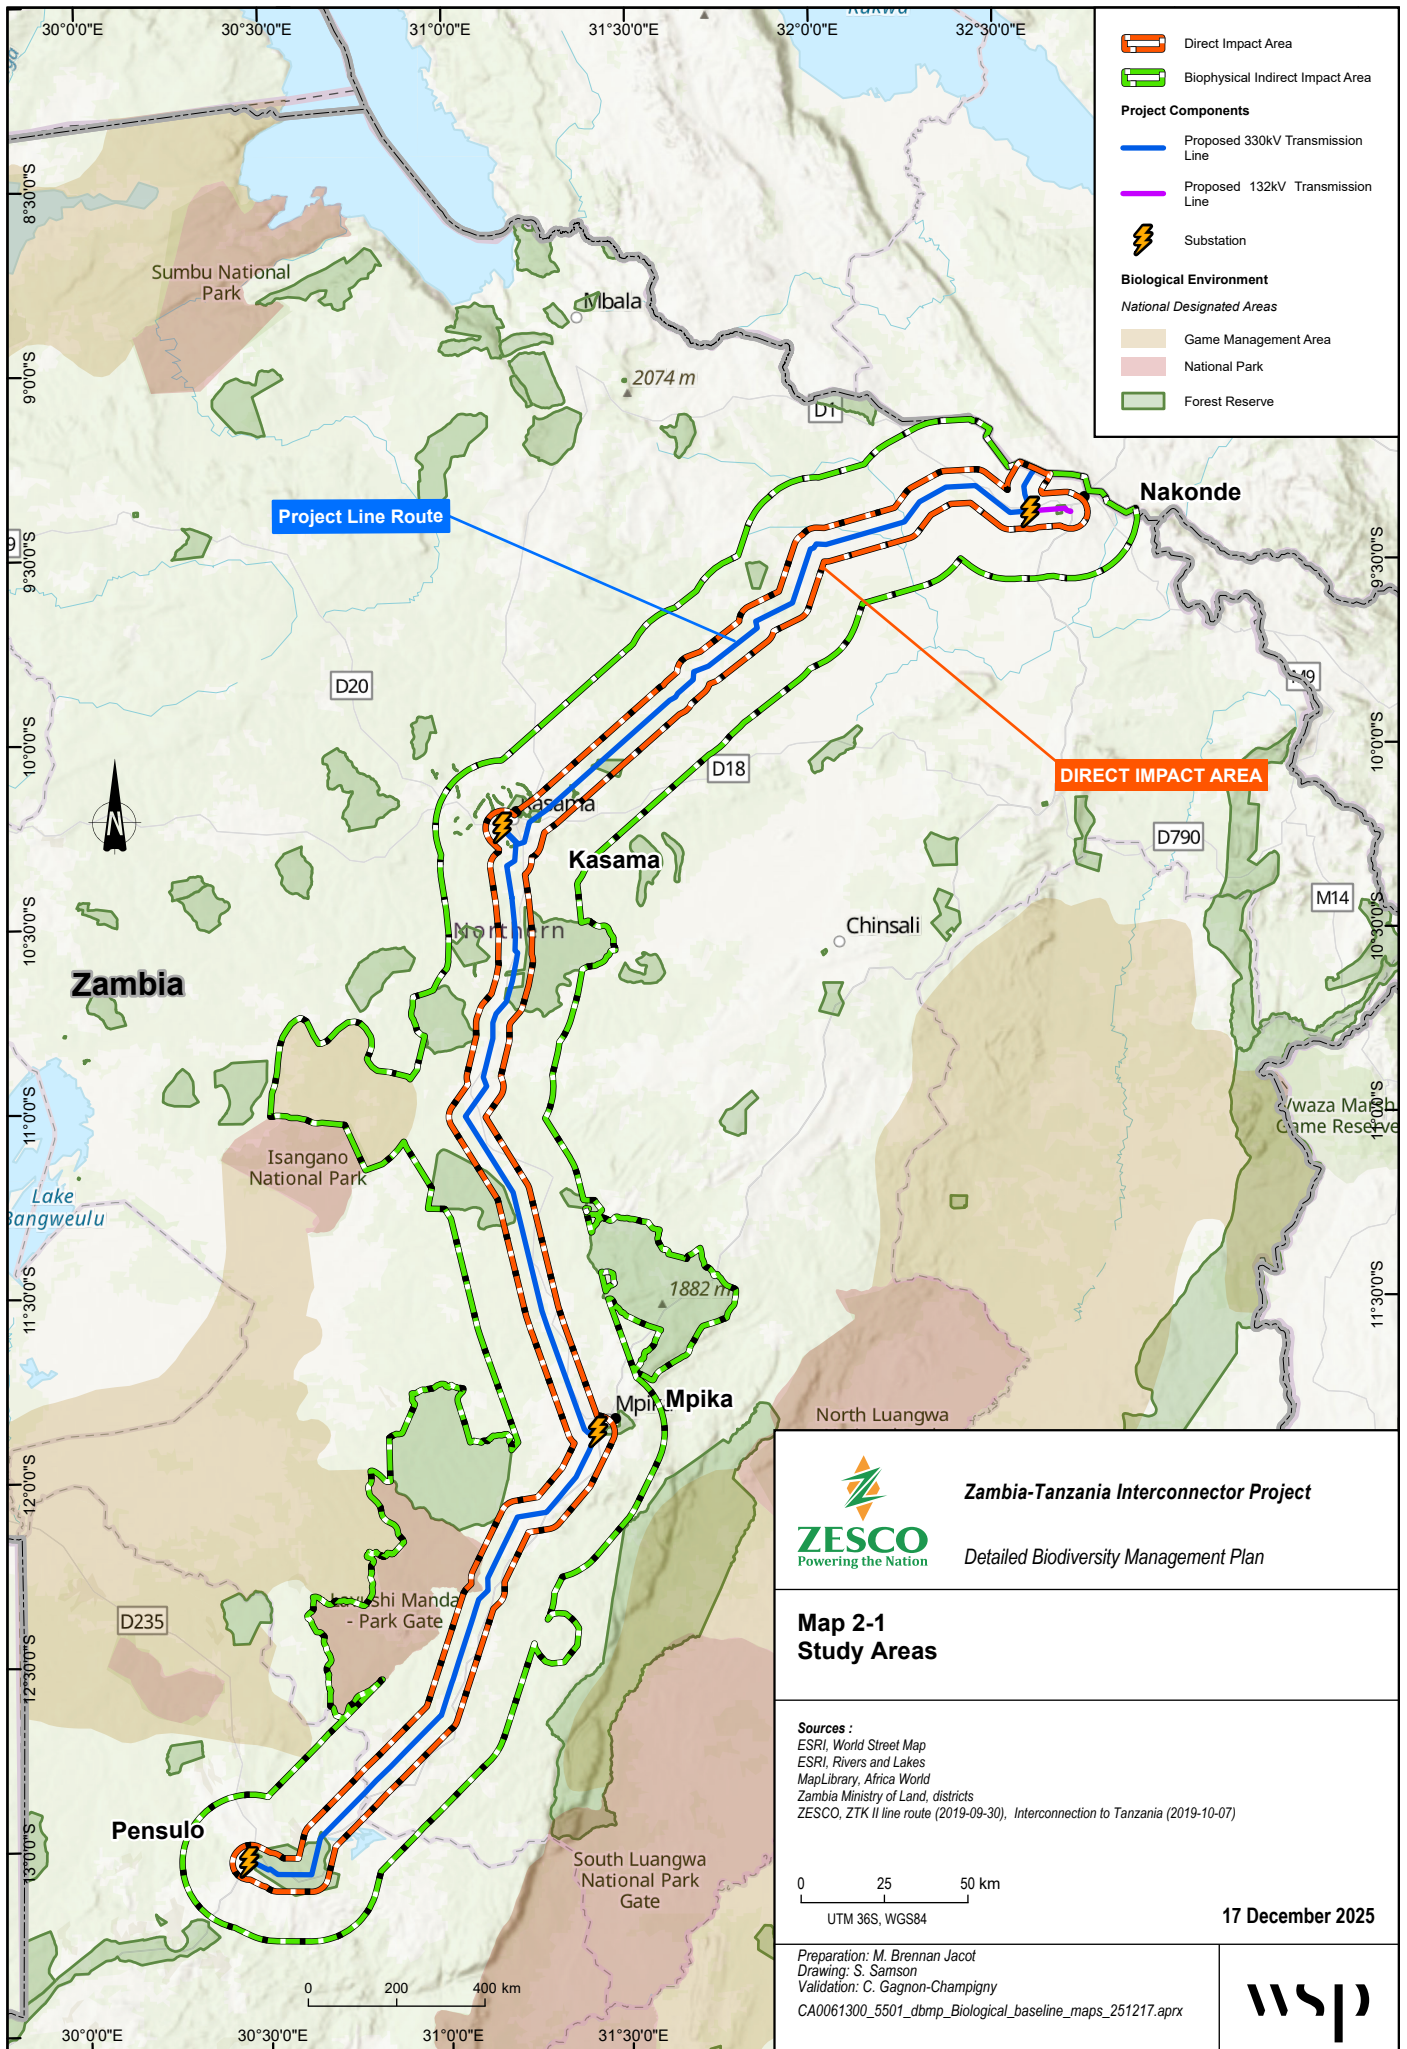 30°0'0"E
30°30'0"E
31°0'0"E
31°30'0"E
32°0'0"E
32°30'0"E
8°30'0"S
9°0'0"S
9°30'0"S
10°0'0"S
10°30'0"S
11°0'0"S
11°30'0"S
12°0'0"S
12°30'0"S
13°0'0"S
9°30'0"S
10°0'0"S
10°30'0"S
11°0'0"S
11°30'0"S
Direct Impact Area
Biophysical Indirect Impact Area
Project Components
Proposed 330kV Transmission
Line
Proposed 132kV Transmission
Line
Substation
Biological Environment
National Designated Areas
Game Management Area
National Park
Forest Reserve
Sumbu National
Park
Mbala
2074 m
D1
Nakonde
Project Line Route
D20
M9
D18
DIRECT IMPACT AREA
Kasama
Kasama
D790
M14
N
Chinsali
Northern
Zambia
Vwaza Marsh
Game Reserve
Isangano
National Park
Lake
Bangweulu
1882 m
Mpika
North Luangwa
- Park Gate
D235
Pensulo
South Luangwa
National Park
Gate
0 200 400 km
30°0'0"E
30°30'0"E
31°0'0"E
31°30'0"E
ZESCO
Powering the Nation
Zambia-Tanzania Interconnector Project
Detailed Biodiversity Management Plan
Map 2-1
Study Areas
Sources :
ESRI, World Street Map
ESRI, Rivers and Lakes
MapLibrary, Africa World
Zambia Ministry of Land, districts
ZESCO, ZTK II line route (2019-09-30), Interconnection to Tanzania (2019-10-07)
0 25 50 km
UTM 36S, WGS84
17 December 2025
Preparation: M. Brennan Jacot
Drawing: S. Samson
Validation: C. Gagnon-Champigny
CA0061300_5501_dbmp_Biological_baseline_maps_251217.aprx
wsp